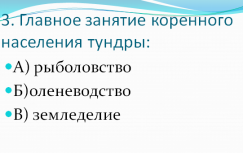 3. Главное занятие коренного
населения тундры:
А) рыболовство
Б)оленеводство
В) земледелие